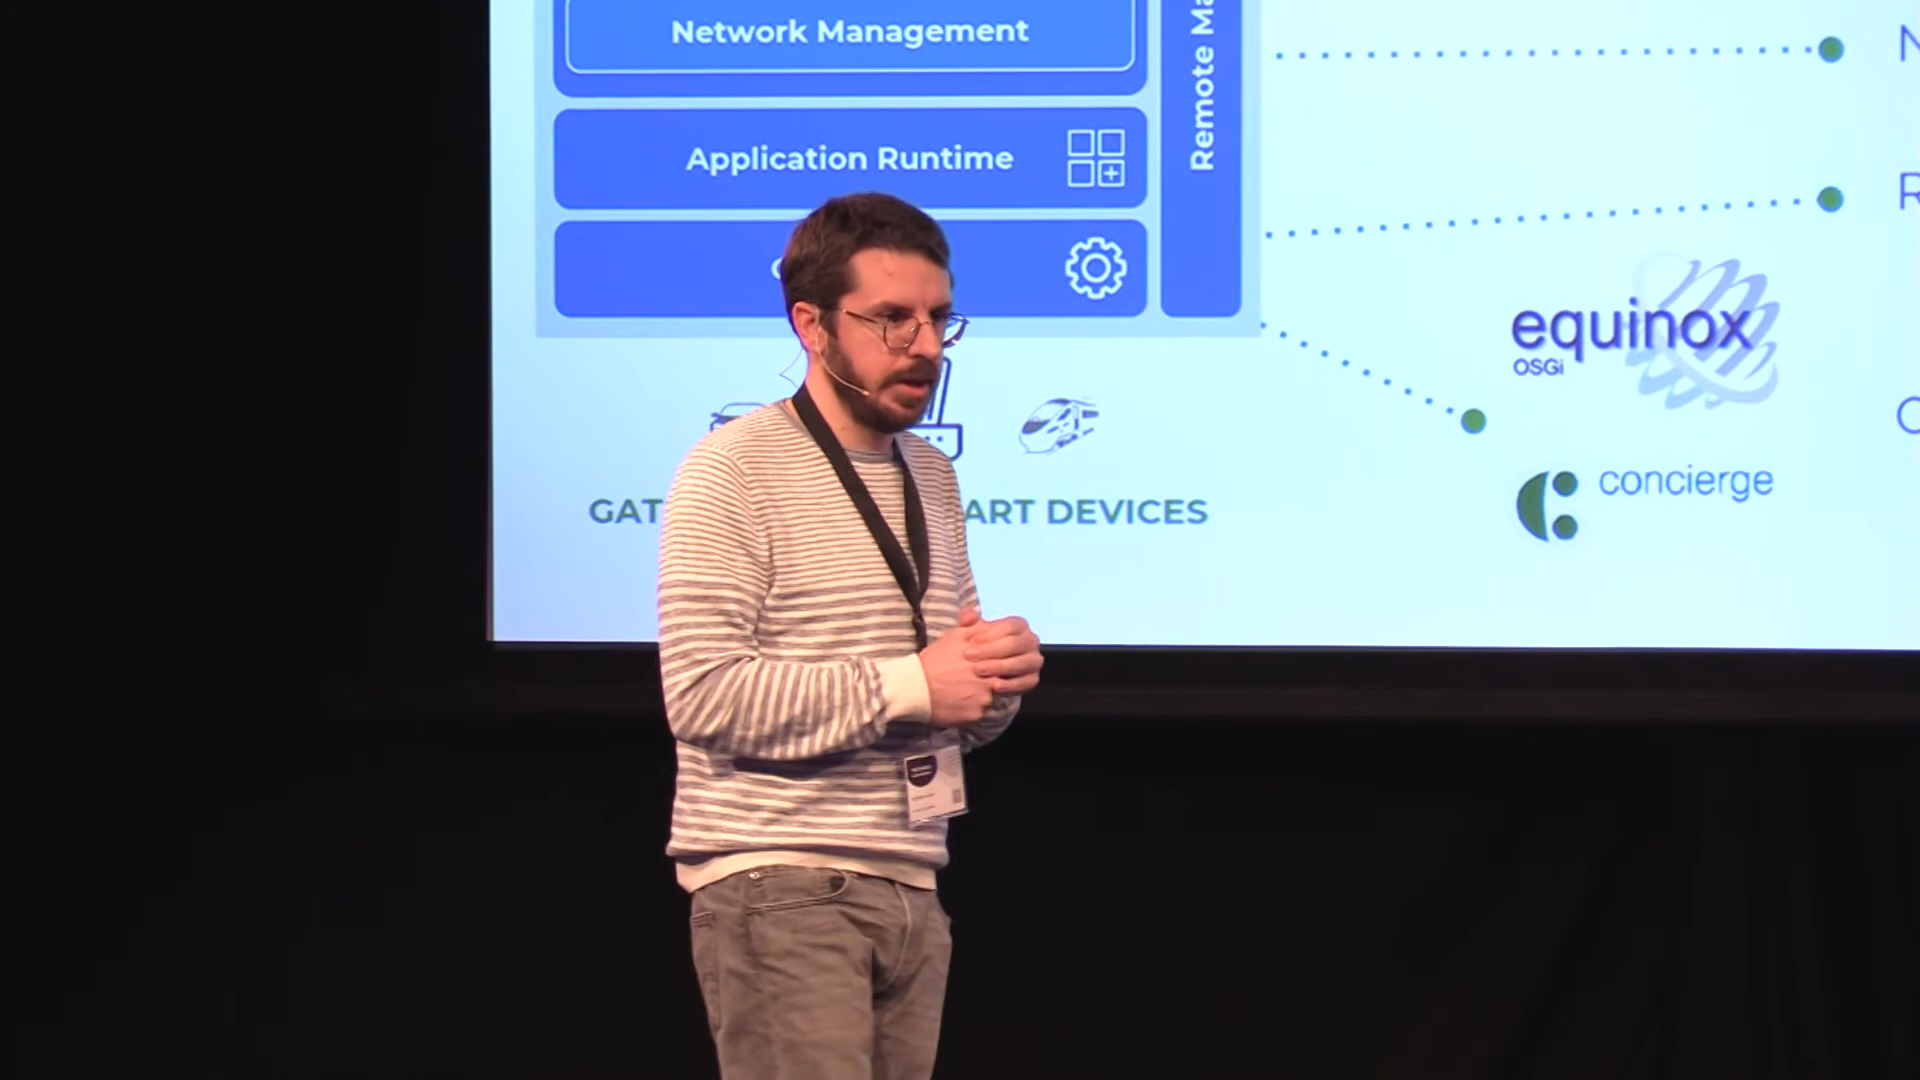 Network Management
Remote Ma
Application Runtime
equinox
OSGi
concierge
GAT
ART DEVICES